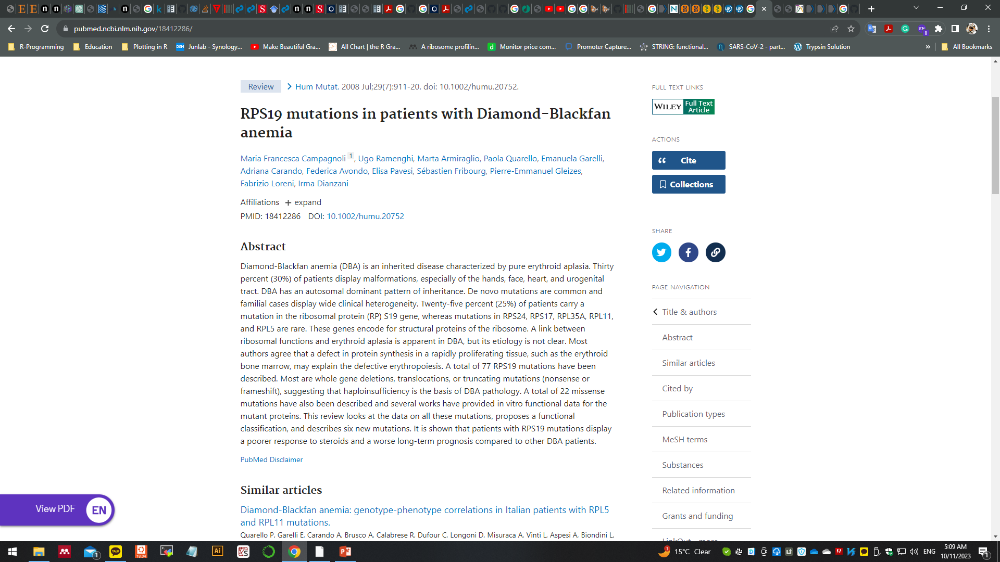 pubmed.ncbi.nlm.nih.gov/18412286/
EN
1
R-Programming
Education
Plotting in R
DSM
Junlab - Synology...
Make Beautiful Gra...
All Chart | the R Gra...
A ribosome profilin...
Monitor price com...
Promoter Capture...
STRING: functional...
SARS-CoV-2 - part...
Trypsin Solution
»
All Bookmarks
Review
Hum Mutat. 2008 Jul;29(7):911-20. doi: 10.1002/humu.20752.
RPS19 mutations in patients with Diamond-Blackfan
anemia
Maria Francesca Campagnoli 1, Ugo Ramenghi, Marta Armiraglio, Paola Quarello, Emanuela Garelli,
Adriana Carando, Federica Avondo, Elisa Pavesi, Sébastien Fribourg, Pierre-Emmanuel Gleizes,
Fabrizio Loreni, Irma Dianzani
Affiliations + expand
PMID: 18412286 DOI: 10.1002/humu.20752
Abstract
Diamond-Blackfan anemia (DBA) is an inherited disease characterized by pure erythroid aplasia. Thirty
percent (30%) of patients display malformations, especially of the hands, face, heart, and urogenital
tract. DBA has an autosomal dominant pattern of inheritance. De novo mutations are common and
familial cases display wide clinical heterogeneity. Twenty-five percent (25%) of patients carry a
mutation in the ribosomal protein (RP) S19 gene, whereas mutations in RPS24, RPS17, RPL35A, RPL11,
and RPL5 are rare. These genes encode for structural proteins of the ribosome. A link between
ribosomal functions and erythroid aplasia is apparent in DBA, but its etiology is not clear. Most
authors agree that a defect in protein synthesis in a rapidly proliferating tissue, such as the erythroid
bone marrow, may explain the defective erythropoiesis. A total of 77 RPS19 mutations have been
described. Most are whole gene deletions, translocations, or truncating mutations (nonsense or
frameshift), suggesting that haploinsufficiency is the basis of DBA pathology. A total of 22 missense
mutations have also been described and several works have provided in vitro functional data for the
mutant proteins. This review looks at the data on all these mutations, proposes a functional
classification, and describes six new mutations. It is shown that patients with RPS19 mutations display
a poorer response to steroids and a worse long-term prognosis compared to other DBA patients.
PubMed Disclaimer
Similar articles
Diamond-Blackfan anemia: genotype-phenotype correlations in Italian patients with RPL5
and RPL11 mutations.
Quarello P, Garelli E, Carando A, Brusco A, Calabrese R, Dufour C, Longoni D, Misuraca A, Vinti L, Aspesi A, Biondini L,
FULL TEXT LINKS
WILEY Full Text
Article
ACTIONS
Cite
Collections
SHARE
PAGE NAVIGATION
Title & authors
Abstract
Similar articles
Cited by
Publication types
MeSH terms
Substances
Related information
Grants and funding
LinkOut - more
View PDF
EN
1
TALK
18.04
Ai
1
15°C Clear
ENG
5:09 AM
10/11/2023
1